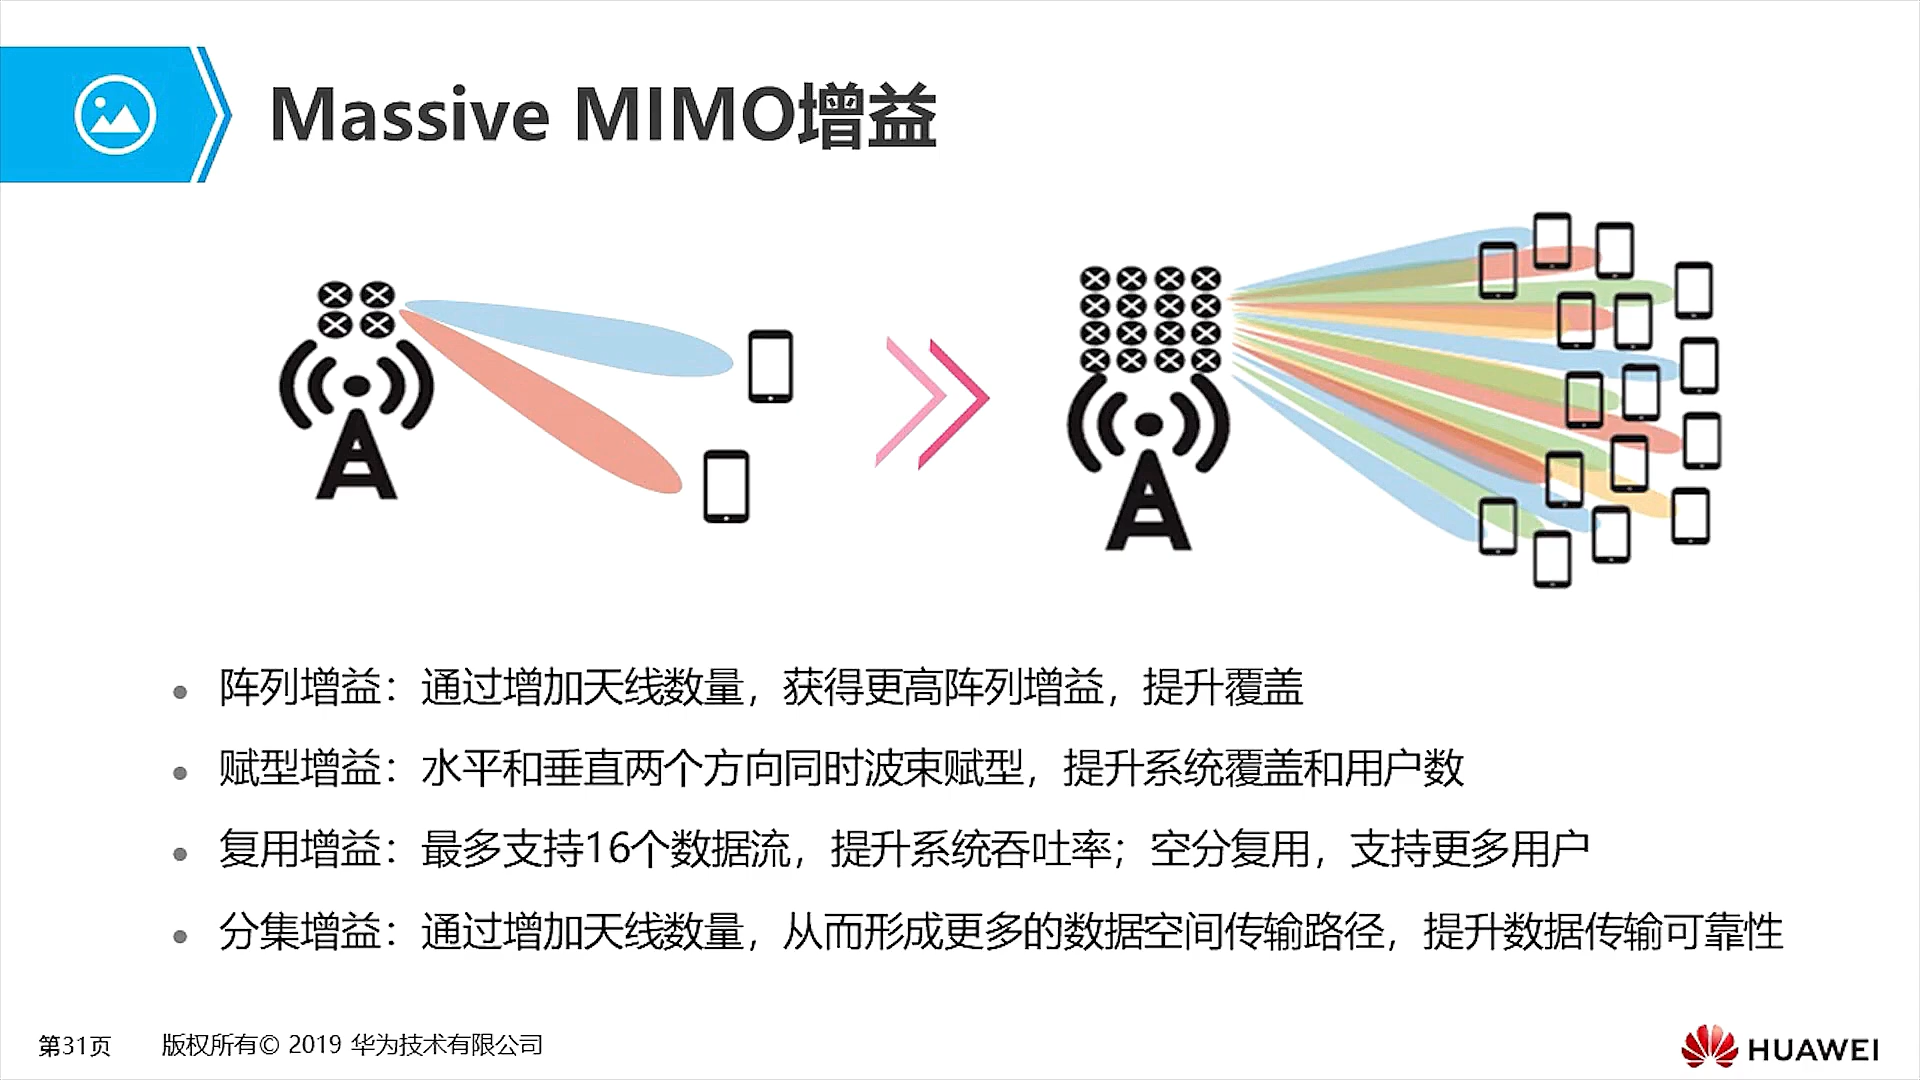 Massive MIMO增益
阵列增益：通过增加天线数量，获得更高阵列增益，提升覆盖
赋型增益：水平和垂直两个方向同时波束赋型，提升系统覆盖和用户数
复用增益：最多支持16个数据流，提升系统吞吐率；空分复用，支持更多用户
分集增益：通过增加天线数量，从而形成更多的数据空间传输路径，提升数据传输可靠性
第31页 版权所有© 2019 华为技术有限公司
HUAWEI